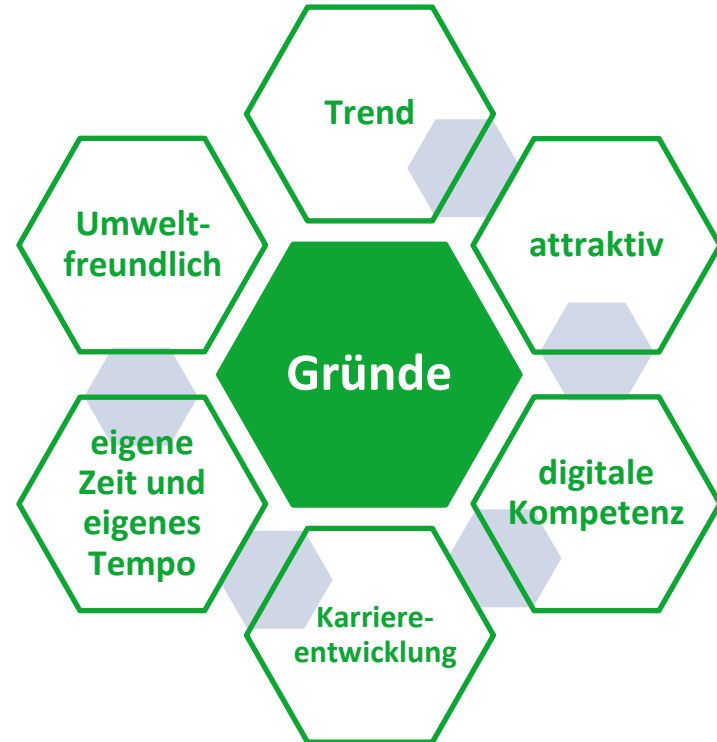 Trend
attraktiv
digitale
Kompetenz
Karriere-
entwicklung
eigene
Zeit und
eigenes
Tempo
Umwelt-
freundlich
Gründe